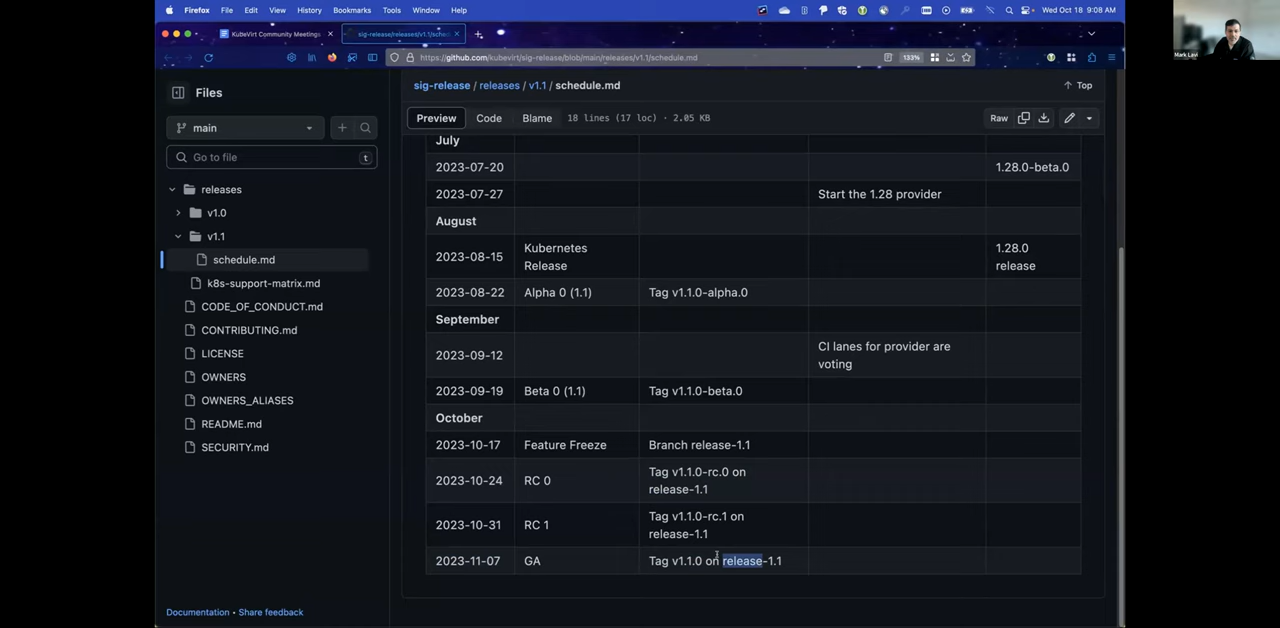 Firefox File Edit View History Bookmarks Tools Window Help Wed Oct 18 9:08 AM
KubeVirt Community Meetings
sig-release/releases/v1.1/sched
https://github.com/kubevirt/sig-release/blob/main/releases/v1.1/schedule.md 133%
Mark Lavi
Files
sig-release / releases / v1.1 / schedule.md Top
main
Preview Code Blame 18 lines (17 loc) · 2.05 KB Raw
Go to file t
releases
v1.0
v1.1
schedule.md
k8s-support-matrix.md
CODE_OF_CONDUCT.md
CONTRIBUTING.md
LICENSE
OWNERS
OWNERS_ALIASES
README.md
SECURITY.md
July
2023-07-20 1.28.0-beta.0
2023-07-27 Start the 1.28 provider
August
2023-08-15 Kubernetes Release 1.28.0 release
2023-08-22 Alpha 0 (1.1) Tag v1.1.0-alpha.0
September
2023-09-12 CI lanes for provider are voting
2023-09-19 Beta 0 (1.1) Tag v1.1.0-beta.0
October
2023-10-17 Feature Freeze Branch release-1.1
2023-10-24 RC 0 Tag v1.1.0-rc.0 on release-1.1
2023-10-31 RC 1 Tag v1.1.0-rc.1 on release-1.1
2023-11-07 GA Tag v1.1.0 on release-1.1
Documentation • Share feedback